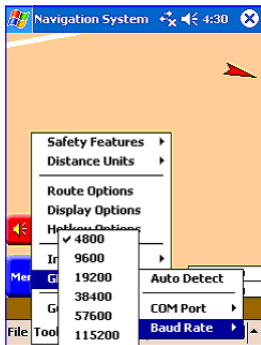 Navigation System 4:30
Safety Features
Distance Units
Route Options
Display Options
Hotkey Options
4800
9600
19200
38400
57600
115200
Auto Detect
COM Port
Baud Rate
File